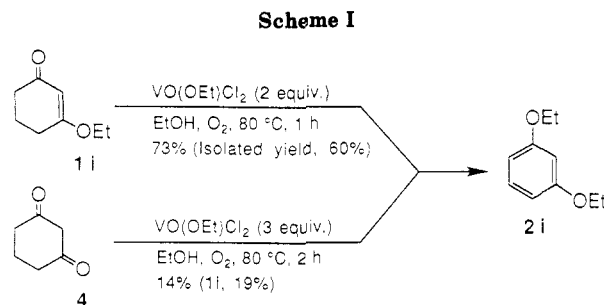 Scheme I
O
OEt
1 i
VO(OEt)Cl2 (2 equiv.)
EtOH, O2, 80 °C, 1 h
73% (Isolated yield, 60%)
OEt
OEt
2 i
O
O
4
VO(OEt)Cl2 (3 equiv.)
EtOH, O2, 80 °C, 2 h
14% (1i, 19%)